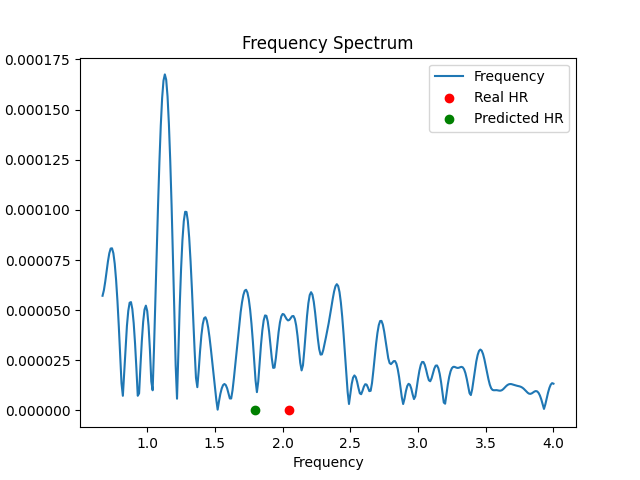 Frequency Spectrum
0.000175
0.000150
0.000125
0.000100
0.000075
0.000050
0.000025
0.000000
Frequency
Real HR
Predicted HR
1.0 1.5 2.0 2.5 3.0 3.5 4.0
Frequency